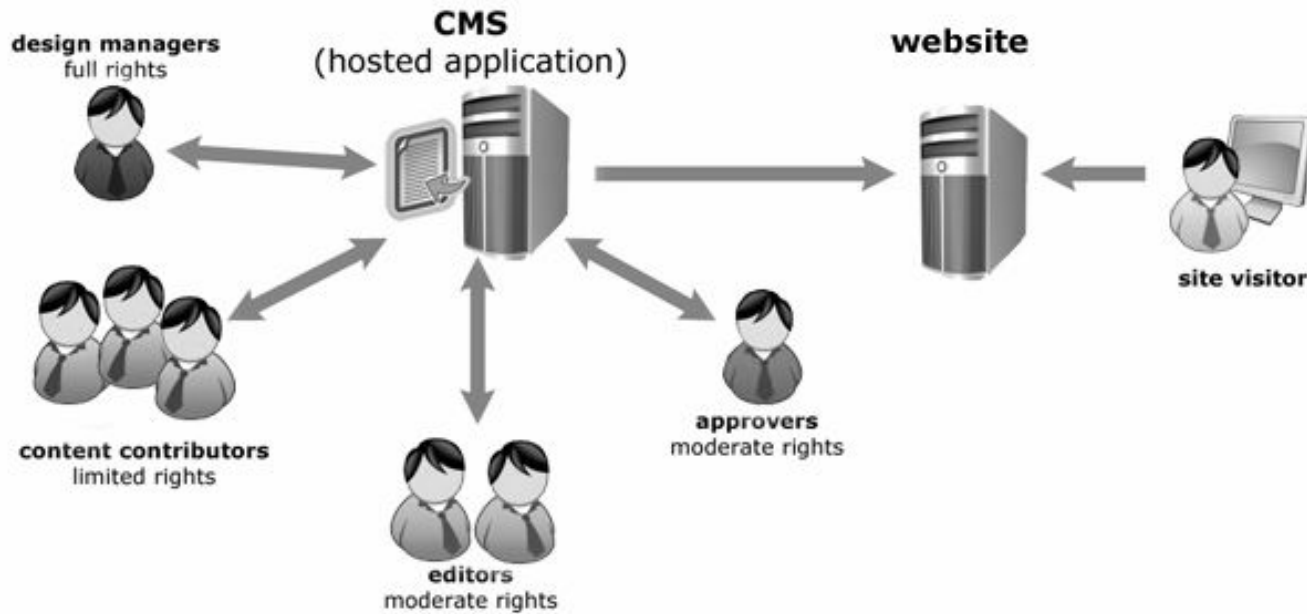 design managers
full rights
CMS
(hosted application)
website
site visitor
content contributors
limited rights
editors
moderate rights
approvers
moderate rights